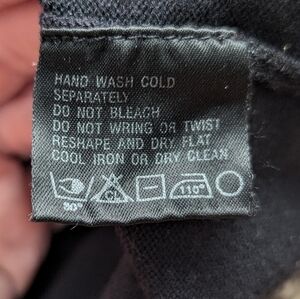 HAND WASH COLD
SEPARATELY
DO NOT BLEACH
DO NOT WRING OR TWIST
RESHAPE AND DRY FLAT
COOL IRON OR DRY CLEAN
CL 110°
30°